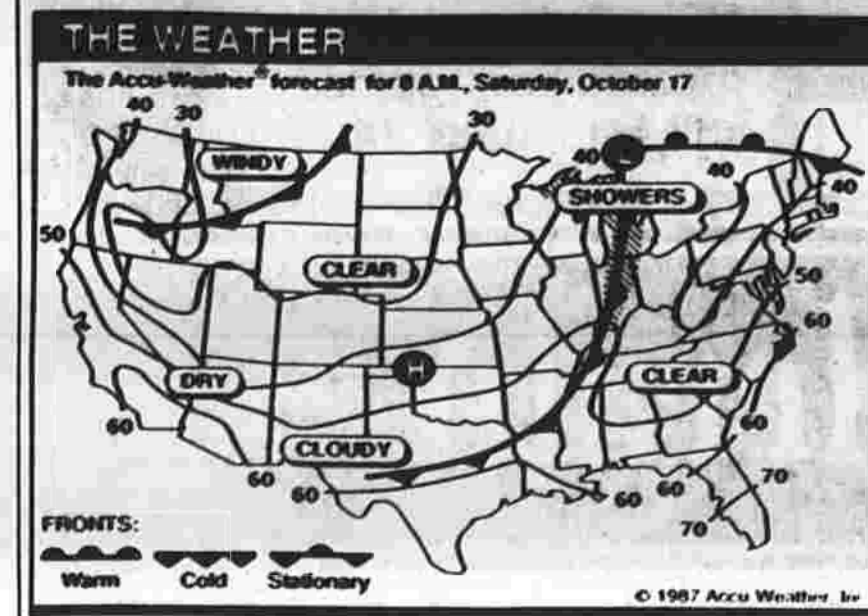 THE WEATHER
The Accu-Weather® forecast for 8 A.M., Saturday, October 17
40 30 30
WINDY
40 L
40
40
SHOWERS
50
CLEAR
50
60
DRY
H
CLEAR
60
60
CLOUDY
60
60
60
60
70
70
FRONTS:
Warm Cold Stationary
© 1987 Accu Weather, Inc